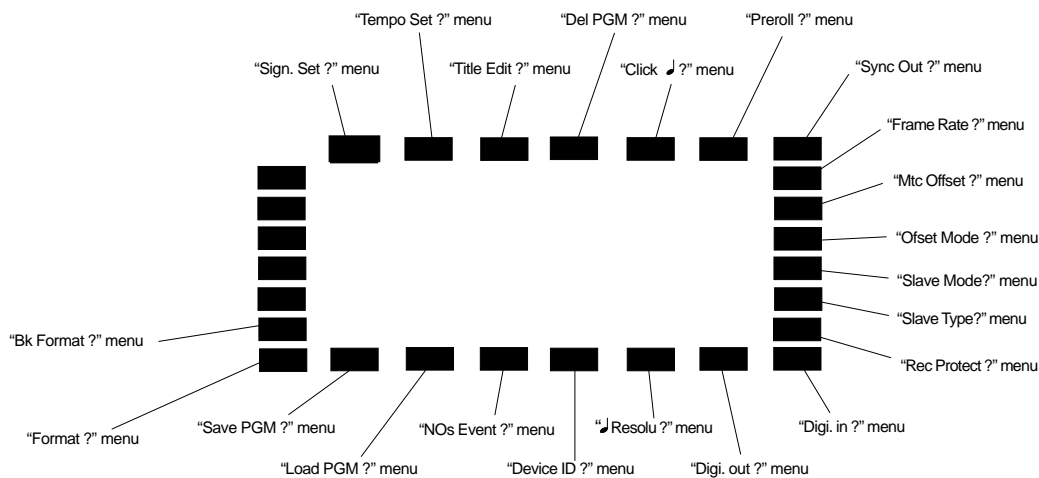 “Tempo Set ?” menu
“Del PGM ?” menu
“Preroll ?” menu
“Sign. Set ?” menu
“Title Edit ?” menu
“Click ♩ ?” menu
“Sync Out ?” menu
“Frame Rate ?” menu
“Mtc Offset ?” menu
“Ofset Mode ?” menu
“Slave Mode?” menu
“Slave Type?” menu
“Bk Format ?” menu
“Rec Protect ?” menu
“Format ?” menu
“Save PGM ?” menu
“NOs Event ?” menu
“♩Resolu ?” menu
“Digi. in ?” menu
“Load PGM ?” menu
“Device ID ?” menu
“Digi. out ?” menu